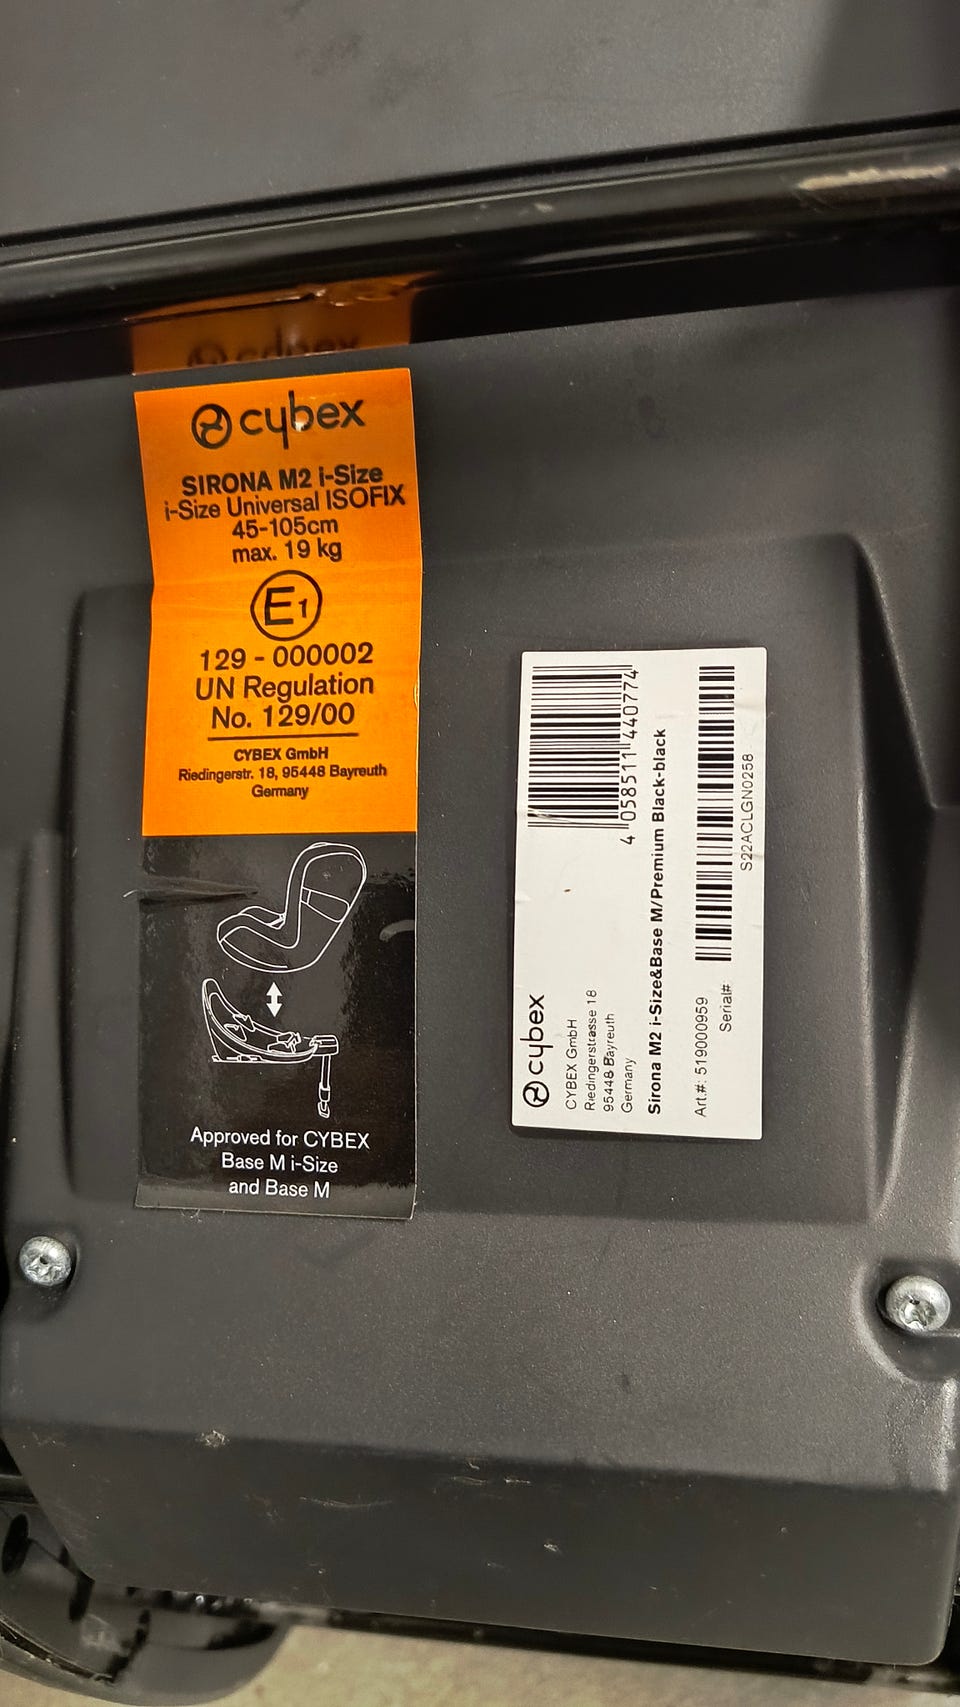 cybex
cybex
SIRONA M2 i-Size
i-Size Universal ISOFIX
45-105cm
max. 19 kg
E1
129 - 000002
UN Regulation
No. 129/00
CYBEX GmbH
Riedingerstr. 18, 95448 Bayreuth
Germany
Approved for CYBEX
Base M i-Size
and Base M
cybex
CYBEX GmbH
Riedingerstrasse 18
95448 Bayreuth
Germany
4 058511 440774
Sirona M2 i-Size&Base M/Premium Black-black
Art.#: 519000959
Serial#
S22ACLGN0258